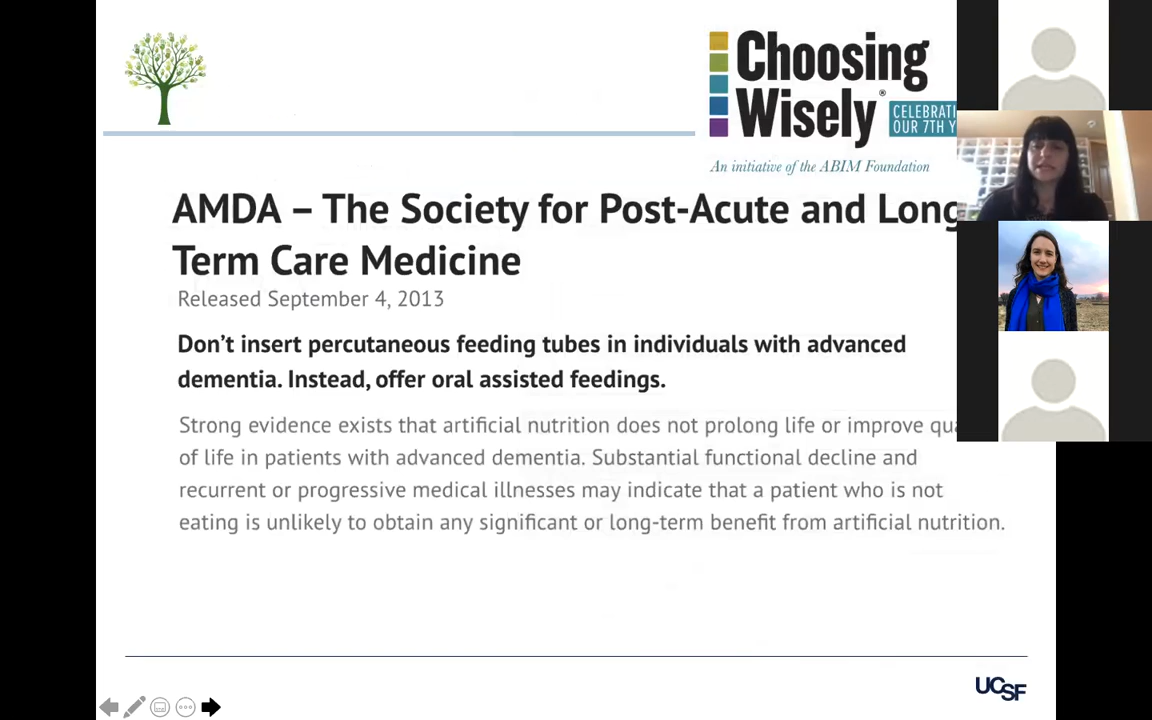 Choosing
Wisely®
CELEBRATI
OUR 7TH Y
An initiative of the ABIM Foundation
AMDA – The Society for Post-Acute and Long
Term Care Medicine
Released September 4, 2013
Don't insert percutaneous feeding tubes in individuals with advanced
dementia. Instead, offer oral assisted feedings.
Strong evidence exists that artificial nutrition does not prolong life or improve qua
of life in patients with advanced dementia. Substantial functional decline and
recurrent or progressive medical illnesses may indicate that a patient who is not
eating is unlikely to obtain any significant or long-term benefit from artificial nutrition.
UCSF